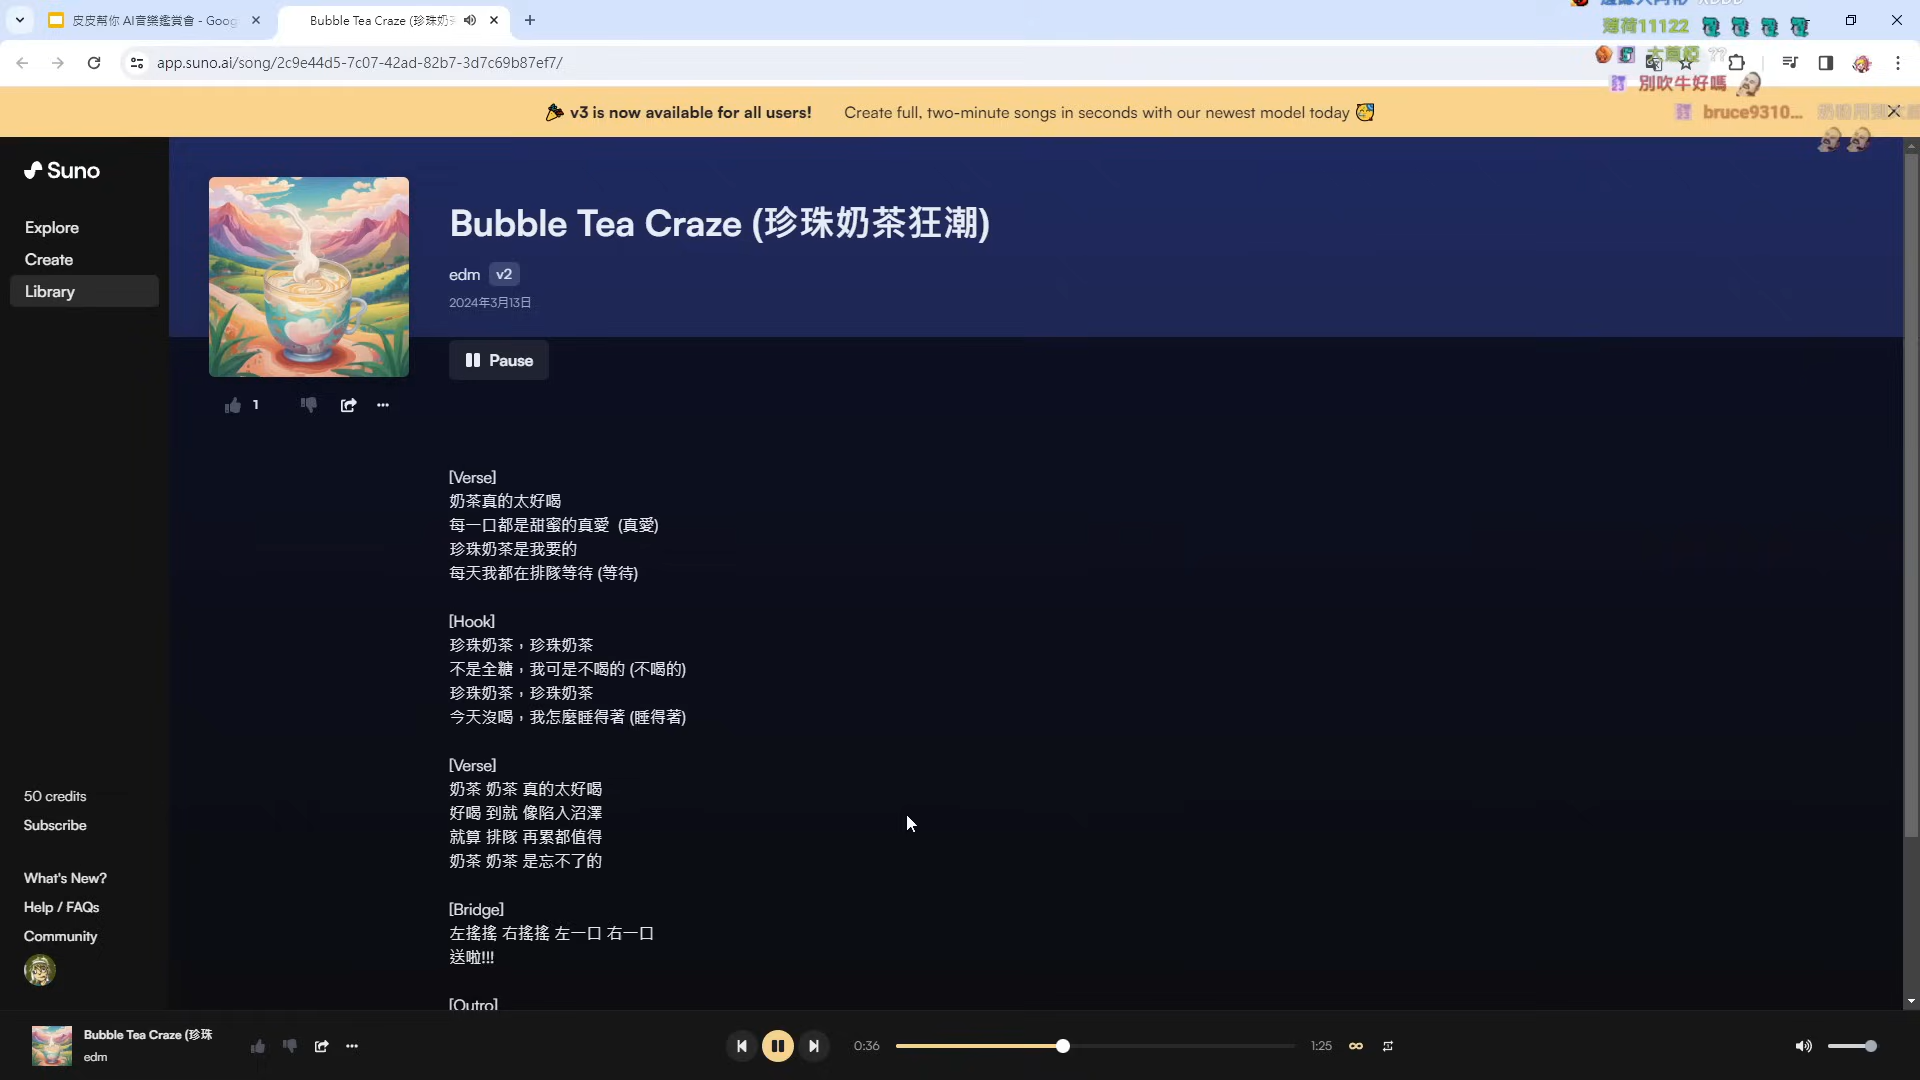 皮皮幫你 AI音樂鑑賞會 - Goog
Bubble Tea Craze (珍珠奶茶
app.suno.ai/song/2c9e44d5-7c07-42ad-82b7-3d7c69b87ef7/
薄荷11122
??
別吹牛好嗎
bruce9310...
v3 is now available for all users!
Create full, two-minute songs in seconds with our newest model today
Suno
Explore
Create
Library
Bubble Tea Craze (珍珠奶茶狂潮)
edm v2
2024年3月13日
Pause
1
[Verse]
奶茶真的太好喝
每一口都是甜蜜的真愛 (真愛)
珍珠奶茶是我要的
每天我都在排隊等待 (等待)
[Hook]
珍珠奶茶，珍珠奶茶
不是全糖，我可是不喝的 (不喝的)
珍珠奶茶，珍珠奶茶
今天沒喝，我怎麼睡得著 (睡得著)
[Verse]
奶茶 奶茶 真的太好喝
好喝 到就 像陷入沼澤
就算 排隊 再累都值得
奶茶 奶茶 是忘不了的
[Bridge]
左搖搖 右搖搖 左一口 右一口
送啦!!!
[Outro]
50 credits
Subscribe
What's New?
Help / FAQs
Community
Bubble Tea Craze (珍珠
edm
0:36
1:25